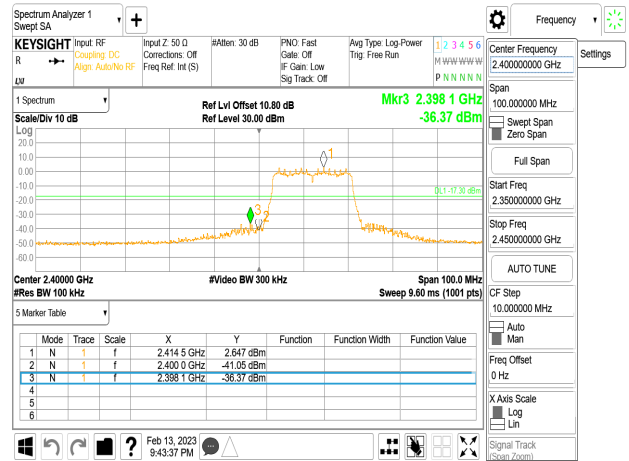 Spectrum Analyzer 1
Swept SA
Frequency
KEYSIGHT
R
Input: RF
Coupling: DC
Align: Auto/No RF
Input Z: 50 Ω
Corrections: Off
Freq Ref: Int (S)
#Atten: 30 dB
PNO: Fast
Gate: Off
IF Gain: Low
Sig Track: Off
Avg Type: Log-Power
Trig: Free Run
1 2 3 4 5 6
M W W W W W
P N N N N N
1 Spectrum
Scale/Div 10 dB
Ref Lvl Offset 10.80 dB
Ref Level 30.00 dBm
Mkr3 2.398 1 GHz
-36.37 dBm
Log
20.0
10.0
0.00
-10.0
-20.0
-30.0
-40.0
-50.0
-60.0
1
DL1 -17.30 dBm
3
2
Center 2.40000 GHz
#Res BW 100 kHz
#Video BW 300 kHz
Span 100.0 MHz
Sweep 9.60 ms (1001 pts)
5 Marker Table
Mode Trace Scale X Y Function Function Width Function Value
1 N 1 f 2.414 5 GHz 2.647 dBm
2 N 1 f 2.400 0 GHz -41.05 dBm
3 N 1 f 2.398 1 GHz -36.37 dBm
4
5
6
Feb 13, 2023
9:43:37 PM
Center Frequency
2.400000000 GHz
Settings
Span
100.000000 MHz
Swept Span
Zero Span
Full Span
Start Freq
2.350000000 GHz
Stop Freq
2.450000000 GHz
AUTO TUNE
CF Step
10.000000 MHz
Auto
Man
Freq Offset
0 Hz
X Axis Scale
Log
Lin
Signal Track
(Span Zoom)